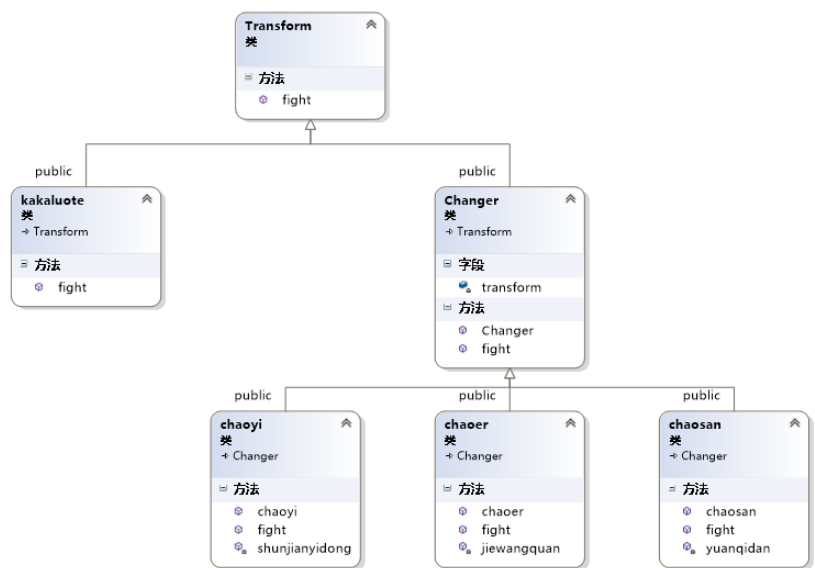 Transform
类
方法
fight
public
public
kakaluote
类
Transform
方法
fight
Changer
类
Transform
字段
transform
方法
Changer
fight
public
public
public
chaoyi
类
Changer
方法
chaoyi
fight
shunjianyidong
chaoer
类
Changer
方法
chaoer
fight
jiewangquan
chaosan
类
Changer
方法
chaosan
fight
yuanqidan